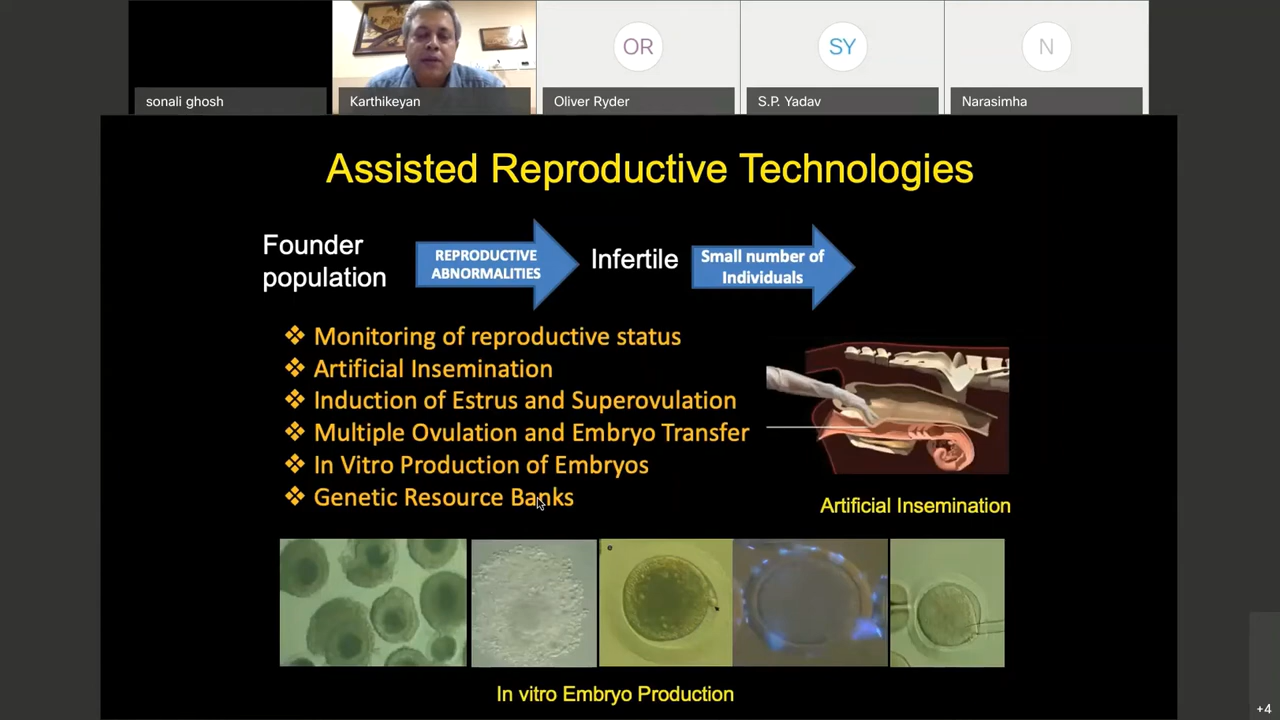 OR
SY
N
sonali ghosh
Karthikeyan
Oliver Ryder
S.P. Yadav
Narasimha
Assisted Reproductive Technologies
Founder
population
REPRODUCTIVE
ABNORMALITIES
Infertile
Small number of
Individuals
❖ Monitoring of reproductive status
❖ Artificial Insemination
❖ Induction of Estrus and Superovulation
❖ Multiple Ovulation and Embryo Transfer
❖ In Vitro Production of Embryos
❖ Genetic Resource Banks
Artificial Insemination
In vitro Embryo Production
+4